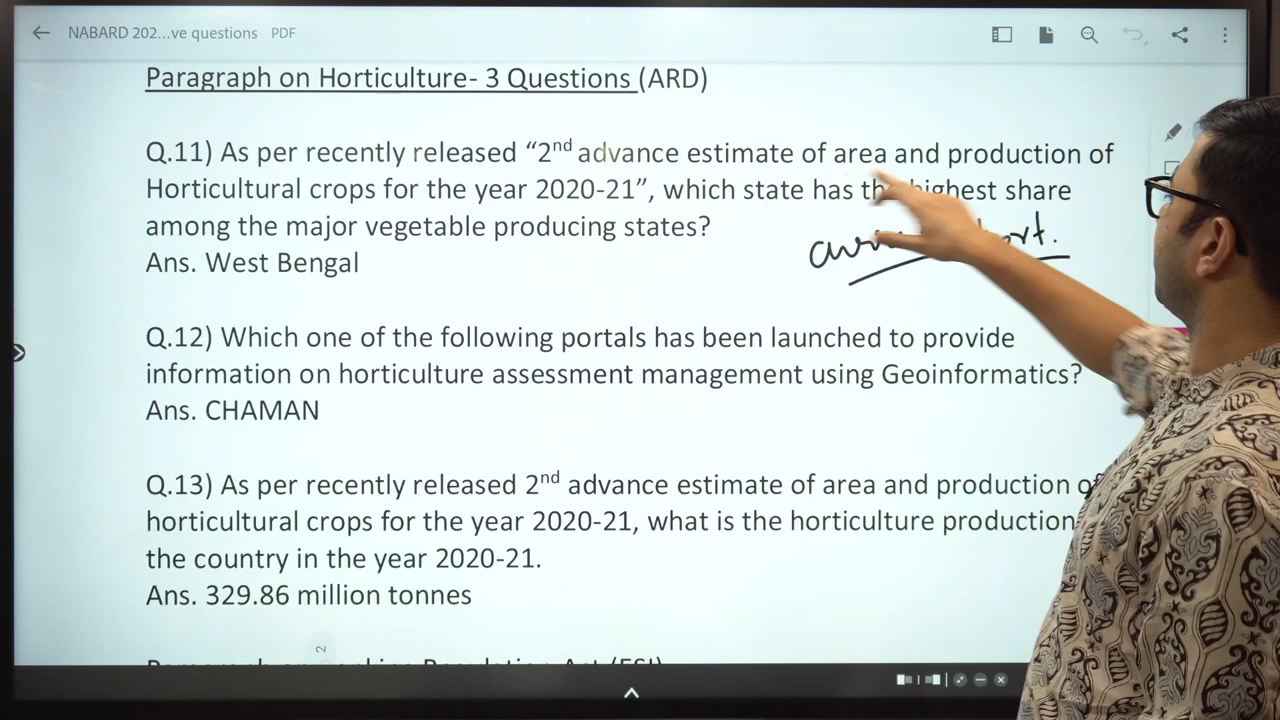 NABARD 202...ve questions PDF
Paragraph on Horticulture- 3 Questions (ARD)
Q.11) As per recently released “2nd advance estimate of area and production of
Horticultural crops for the year 2020-21”, which state has the highest share
among the major vegetable producing states?
Ans. West Bengal
Q.12) Which one of the following portals has been launched to provide
information on horticulture assessment management using Geoinformatics?
Ans. CHAMAN
Q.13) As per recently released 2nd advance estimate of area and production of
horticultural crops for the year 2020-21, what is the horticulture production
the country in the year 2020-21.
Ans. 329.86 million tonnes
2
Paragraph on